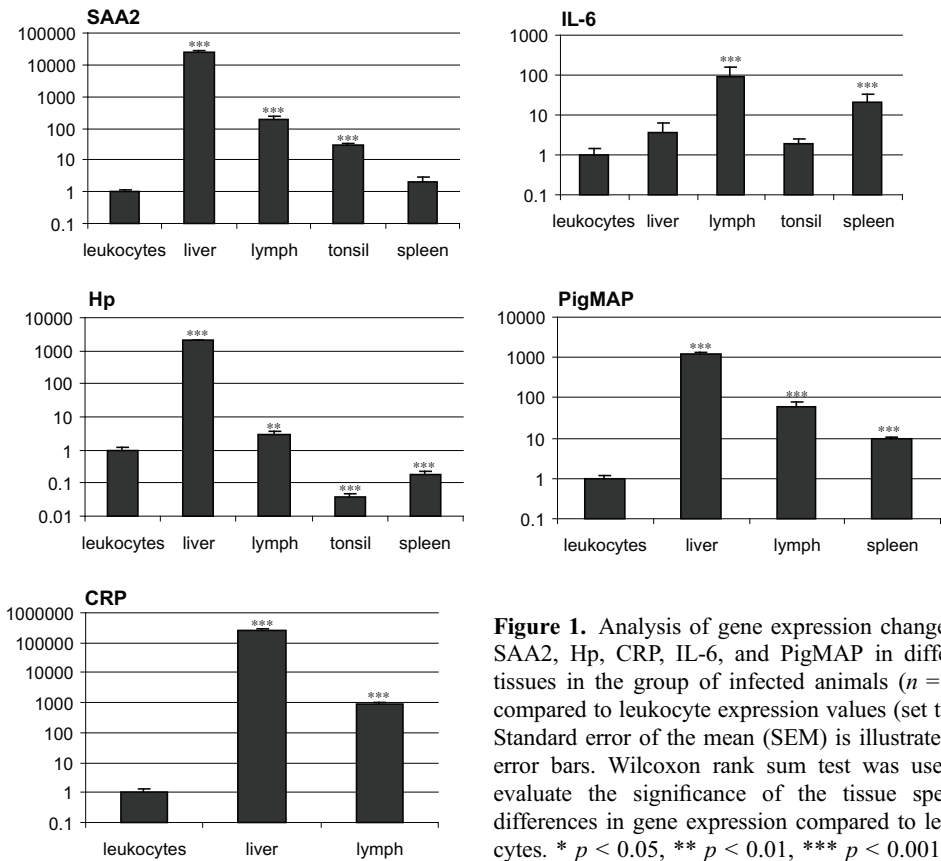 SAA2
100000
10000
1000
100
10
1
0.1
*** *** ***
leukocytes liver lymph tonsil spleen
IL-6
1000
100
10
1
0.1
*** ***
leukocytes liver lymph tonsil spleen
Hp
10000
1000
100
10
1
0.1
0.01
*** ** *** ***
leukocytes liver lymph tonsil spleen
PigMAP
10000
1000
100
10
1
0.1
*** *** ***
leukocytes liver lymph spleen
CRP
1000000
100000
10000
1000
100
10
1
0.1
*** ***
leukocytes liver lymph
Figure 1. Analysis of gene expression change
SAA2, Hp, CRP, IL-6, and PigMAP in diffe
tissues in the group of infected animals (n =
compared to leukocyte expression values (set t
Standard error of the mean (SEM) is illustrate
error bars. Wilcoxon rank sum test was use
evaluate the significance of the tissue spe
differences in gene expression compared to le
cytes. * p < 0.05, ** p < 0.01, *** p < 0.001